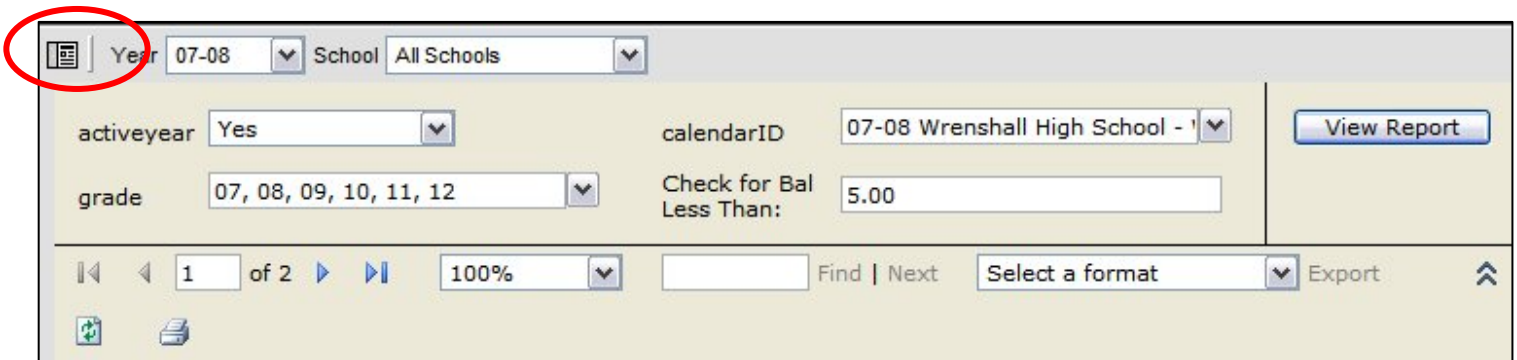 Year 07-08 School All Schools
activeyear Yes calendarID 07-08 Wrenshall High School - View Report
grade 07, 08, 09, 10, 11, 12 Check for Bal Less Than: 5.00
1 of 2 100% Find | Next Select a format Export